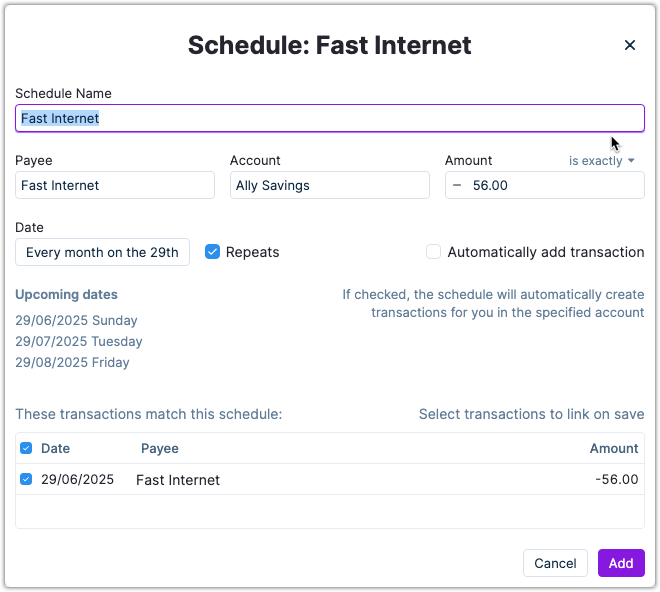 Schedule: Fast Internet
Schedule Name
Fast Internet
Payee Account Amount is exactly
Fast Internet Ally Savings − 56.00
Date
Every month on the 29th Repeats Automatically add transaction
Upcoming dates If checked, the schedule will automatically create
29/06/2025 Sunday transactions for you in the specified account
29/07/2025 Tuesday
29/08/2025 Friday
These transactions match this schedule: Select transactions to link on save
Date Payee Amount
29/06/2025 Fast Internet -56.00
Cancel Add